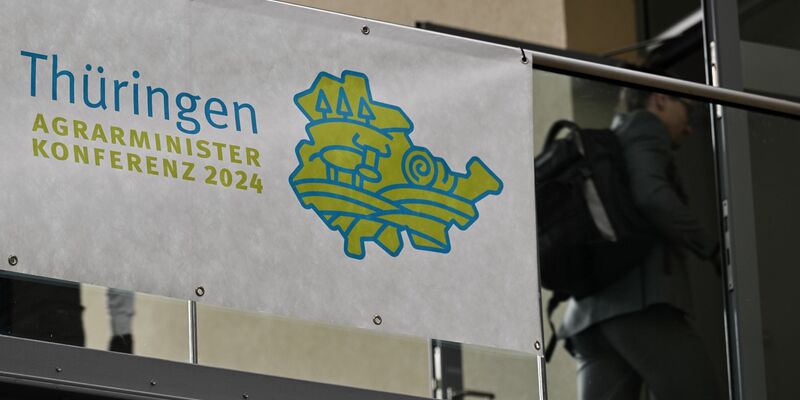 Thüringen
AGRARMINISTER
KONFERENZ 2024